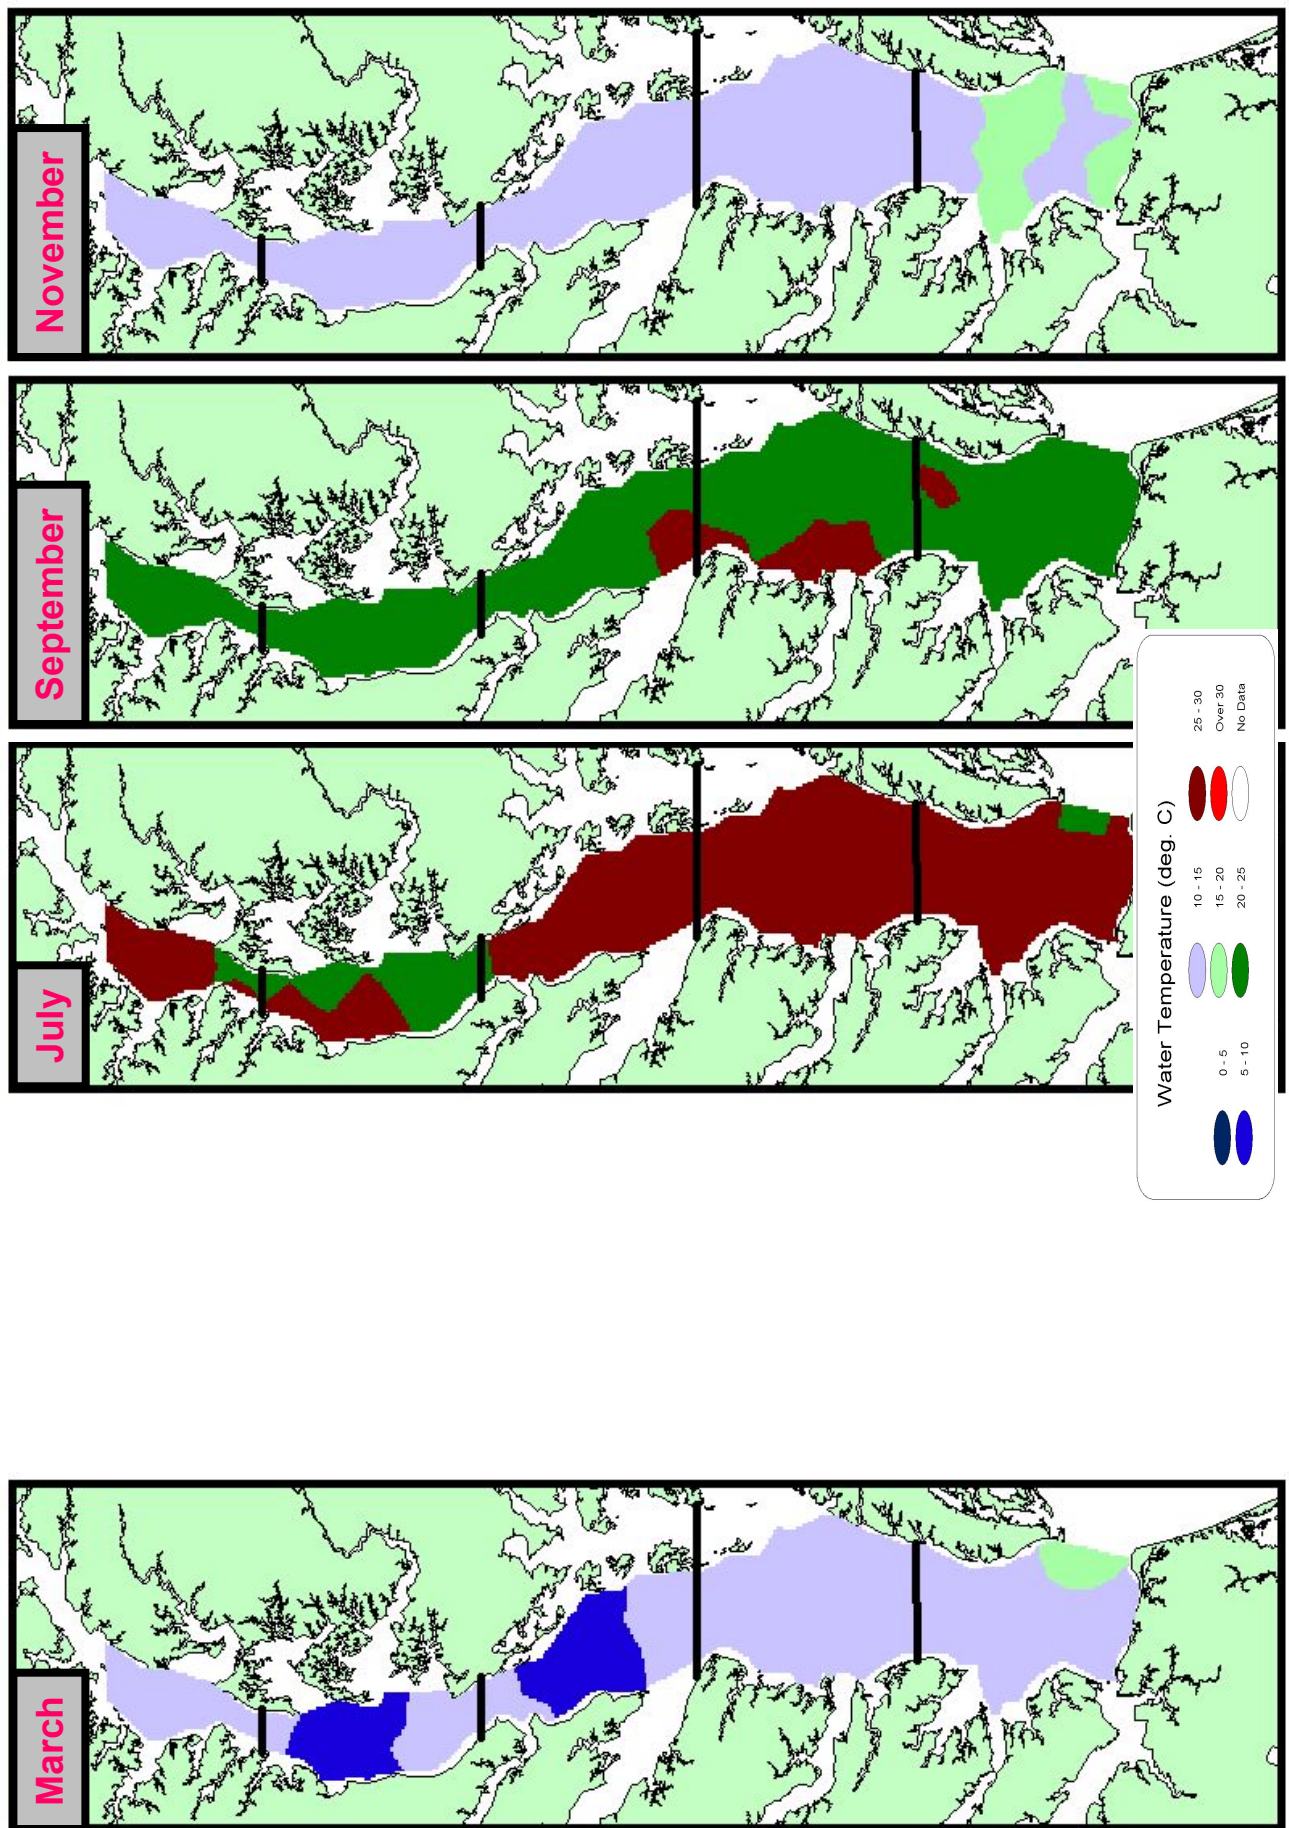 March
July
September
November
Water Temperature (deg. C)
0 - 5
5 - 10
10 - 15
15 - 20
20 - 25
25 - 30
Over 30
No Data